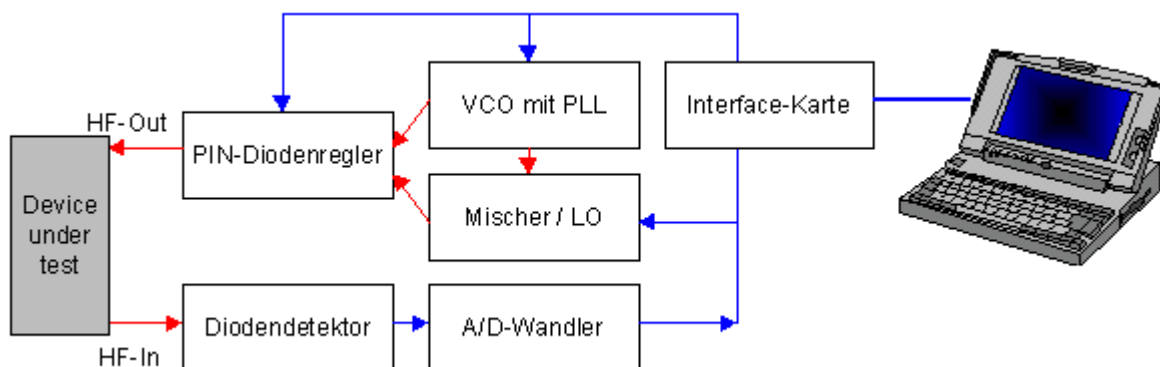 VCO mit PLL
Interface-Karte
HF-Out
PIN-Diodenregler
Device
under
test
Mischer / LO
Diodendetektor
A/D-Wandler
HF-In